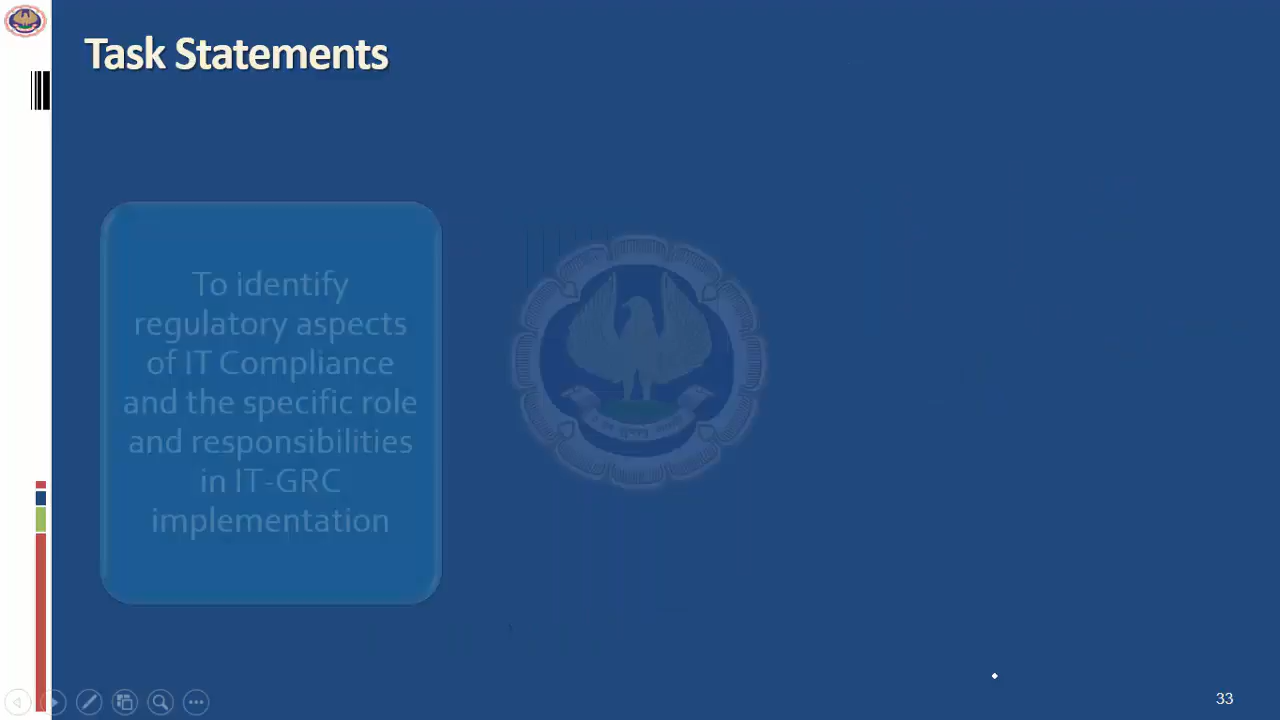 Task Statements
To identify
regulatory aspects
of IT Compliance
and the specific role
and responsibilities
in IT-GRC
implementation
33